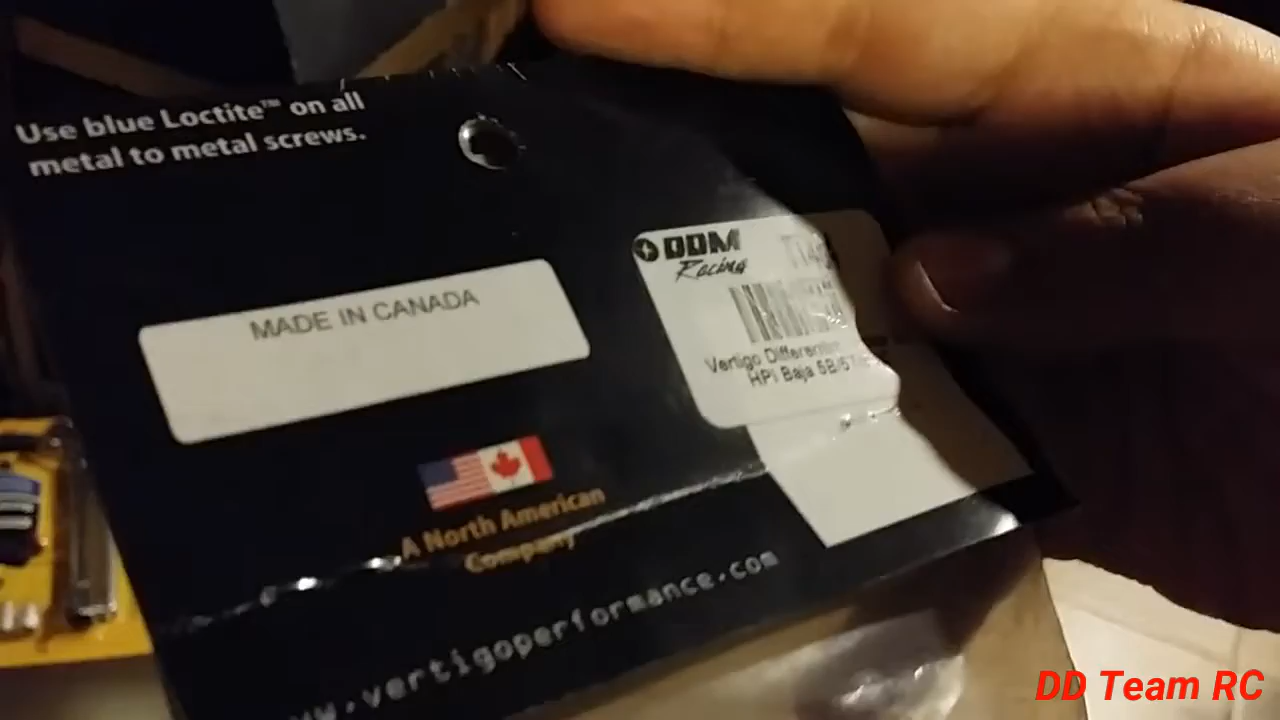 Use blue Loctite™ on all
metal to metal screws.
MADE IN CANADA
DDM
Racing
Vertigo
HPI Baja 5B/5T
A North American
Company
www.vertigoperformance.com
DD Team RC